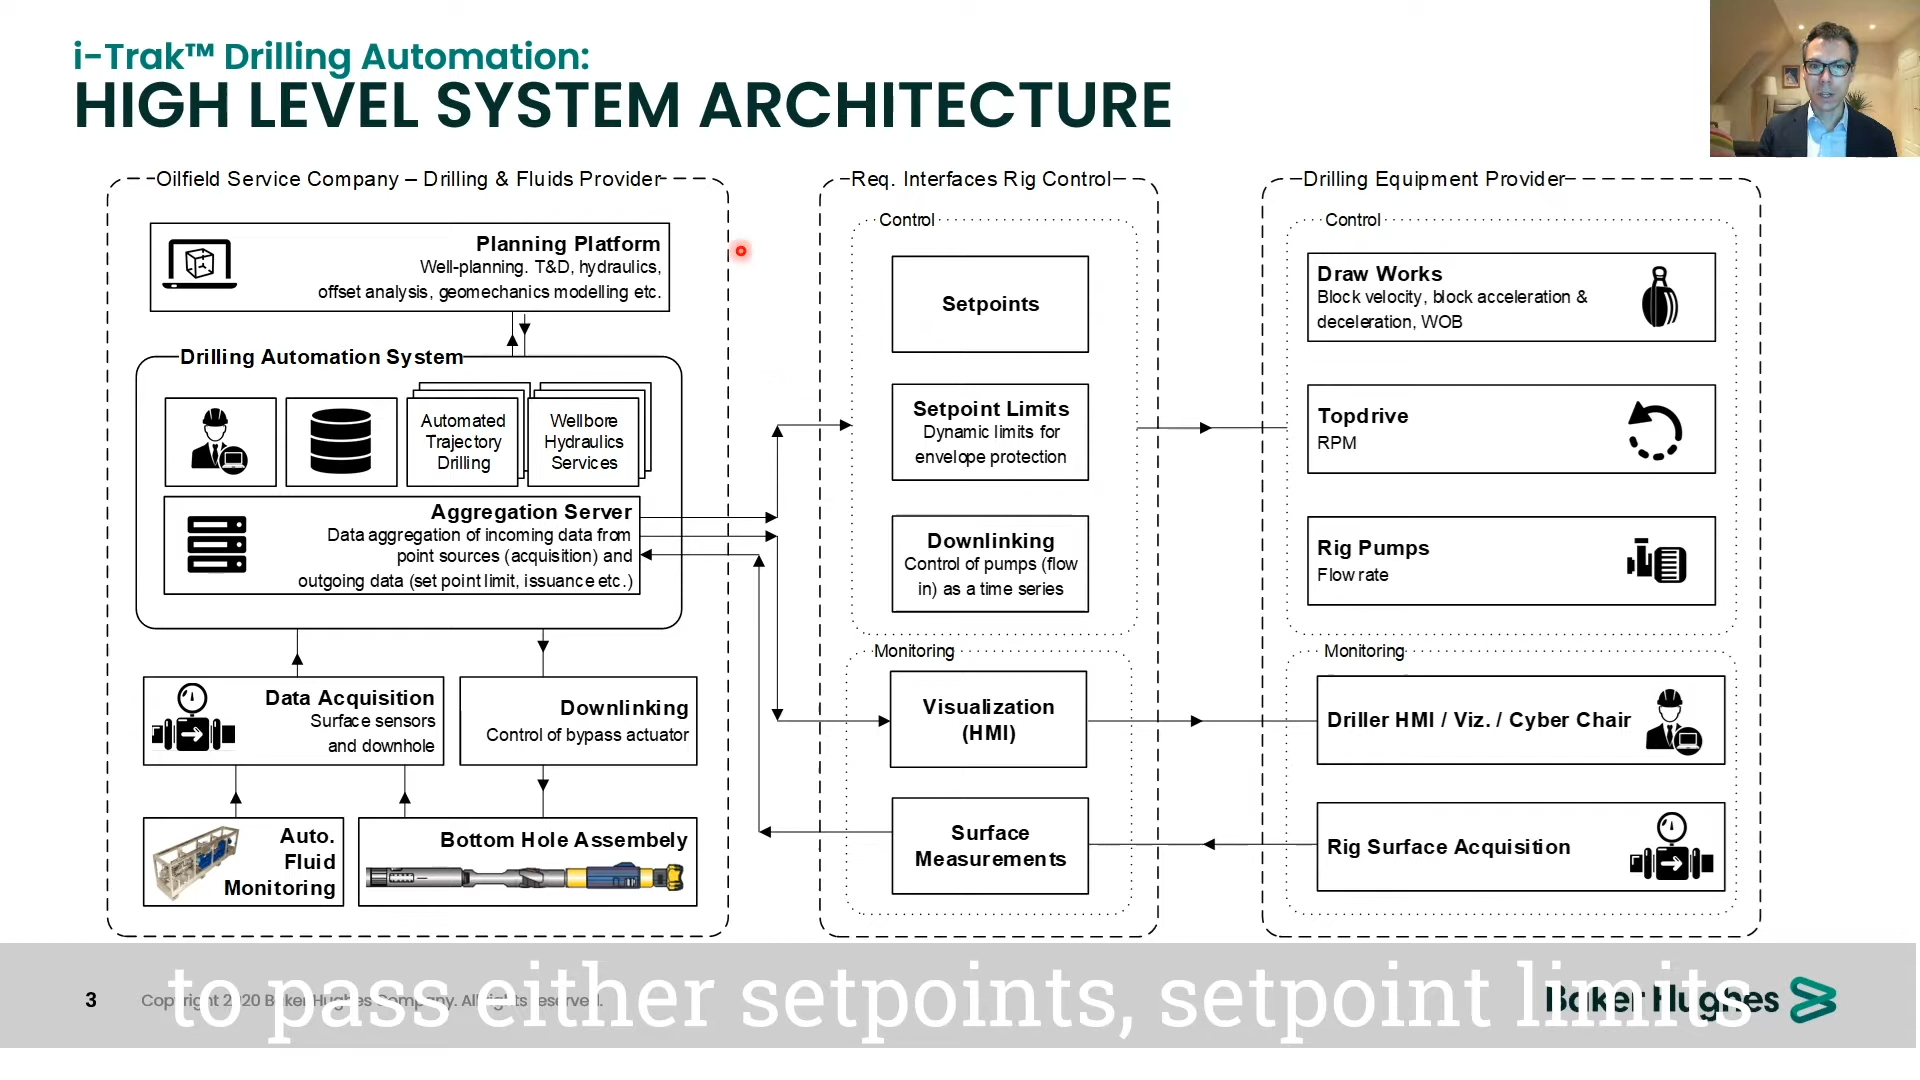 i-Trak™ Drilling Automation:
HIGH LEVEL SYSTEM ARCHITECTURE
Oilfield Service Company – Drilling & Fluids Provider
Planning Platform
Well-planning. T&D, hydraulics,
offset analysis, geomechanics modelling etc.
Drilling Automation System
Automated
Trajectory
Drilling
Wellbore
Hydraulics
Services
Aggregation Server
Data aggregation of incoming data from
point sources (acquisition) and
outgoing data (set point limit, issuance etc.)
Data Acquisition
Surface sensors
and downhole
Downlinking
Control of bypass actuator
Auto.
Fluid
Monitoring
Bottom Hole Assembly
Req. Interfaces Rig Control
Control
Setpoints
Setpoint Limits
Dynamic limits for
envelope protection
Downlinking
Control of pumps (flow
in) as a time series
Monitoring
Visualization
(HMI)
Surface
Measurements
Drilling Equipment Provider
Control
Draw Works
Block velocity, block acceleration &
deceleration, WOB
Topdrive
RPM
Rig Pumps
Flow rate
Monitoring
Driller HMI / Viz. / Cyber Chair
Rig Surface Acquisition
3
Copyright 2020 Baker Hughes Company. All rights reserved.
Baker Hughes
to pass either setpoints, setpoint limits